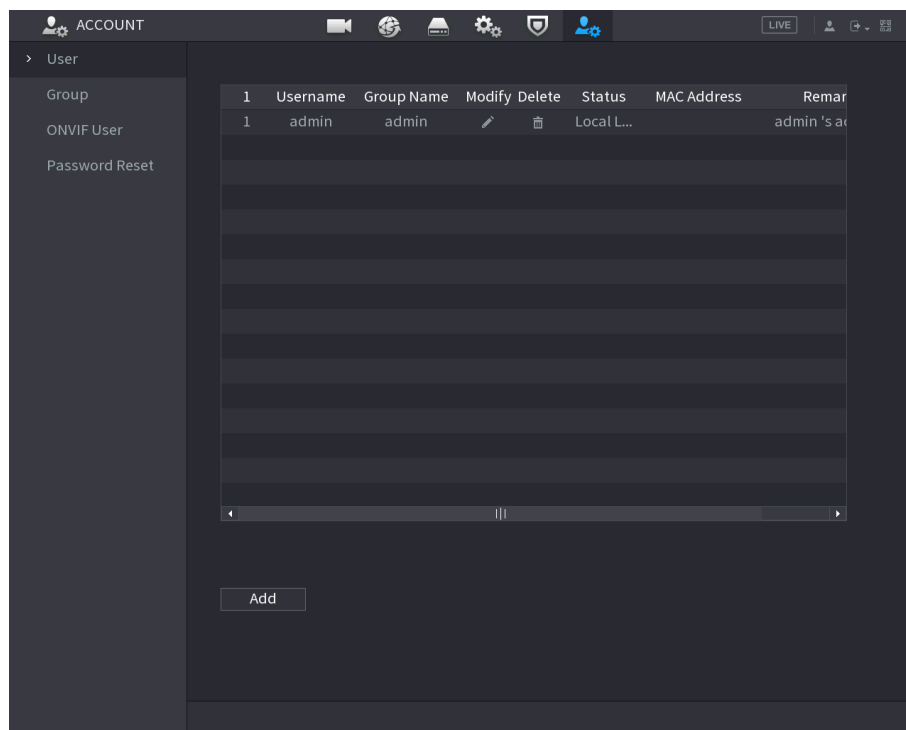 ACCOUNT LIVE
User
Group
ONVIF User
Password Reset
1 Username Group Name Modify Delete Status MAC Address Remar
1 admin admin Local L... admin 's ac
Add